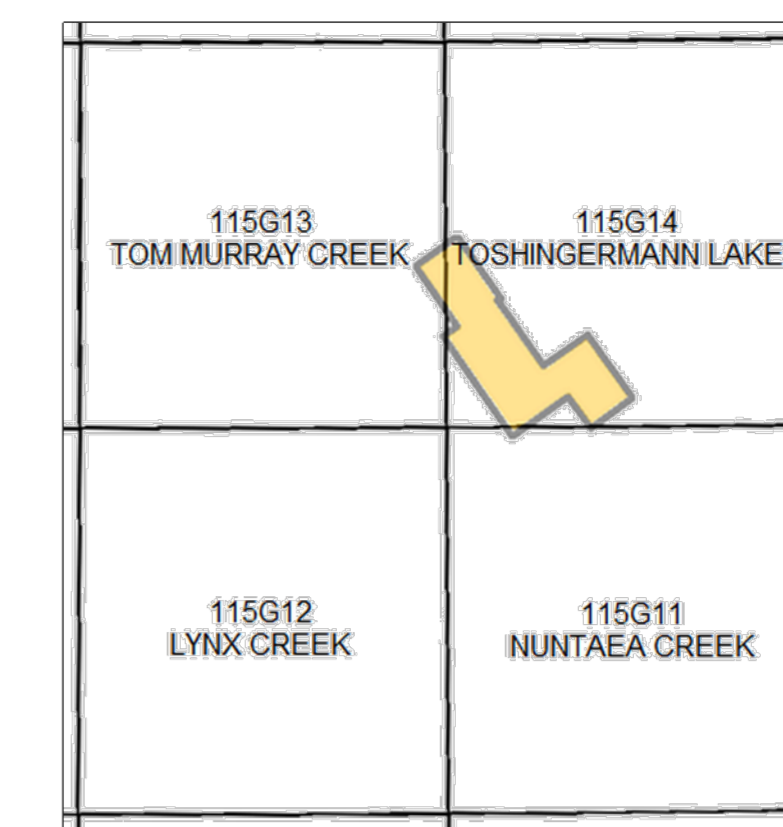 115G13
TOM MURRAY CREEK
115G14
TOSHINGERMANN LAKE
115G12
LYNX CREEK
115G11
NUNTAEA CREEK